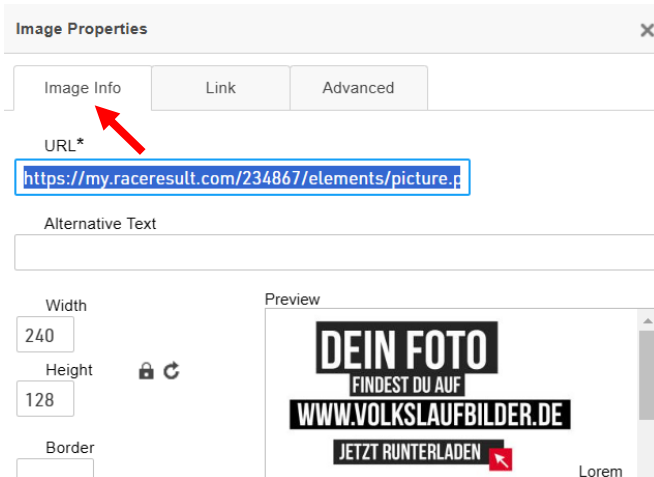 Image Properties
Image Info Link Advanced
URL*
https://my.raceresult.com/234867/elements/picture.p
Alternative Text
Width
240
Height
128
Border
Preview
DEIN FOTO
FINDEST DU AUF
WWW.VOLKSLAUFBILDER.DE
JETZT RUNTERLADEN
Lorem